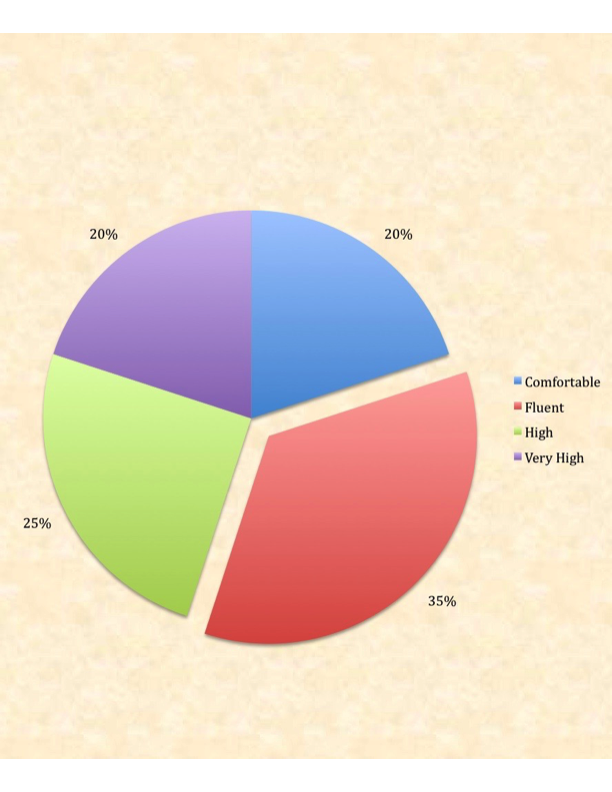 20%
20%
Comfortable
Fluent
High
Very High
25%
35%